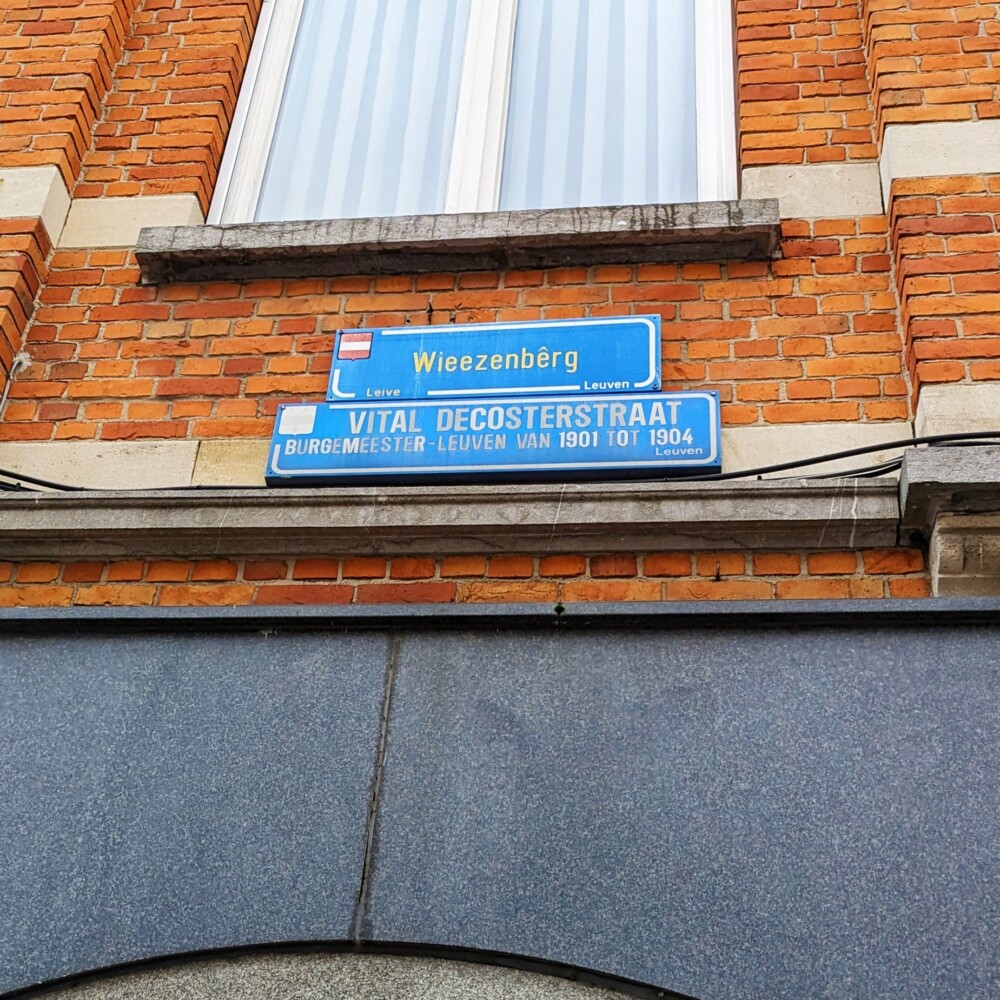 Wieezenbêrg
Leive Leuven
VITAL DECOSTERSTRAAT
BURGEMEESTER-LEUVEN VAN 1901 TOT 1904
Leuven